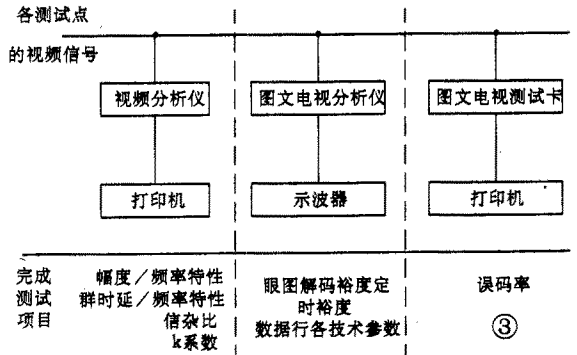 各测试点
的视频信号
视频分析仪
图文电视分析仪
图文电视测试卡
打印机
示波器
打印机
完成
测试
项目
幅度／频率特性
群时延／频率特性
信杂比
k系数
眼图解码裕度定
时裕度
数据行各技术参数
误码率
③